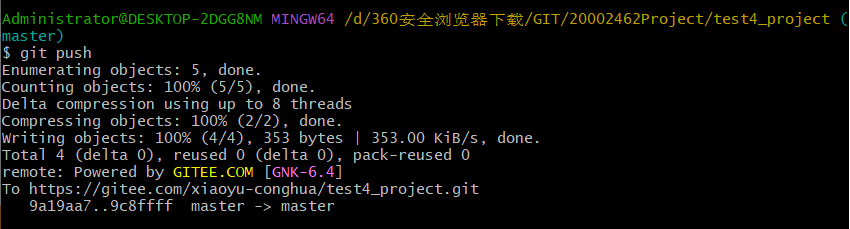 Administrator@DESKTOP-2DGG8NM MINGW64 /d/360安全浏览器下载/GIT/20002462Project/test4_project (
master)
$ git push
Enumerating objects: 5, done.
Counting objects: 100% (5/5), done.
Delta compression using up to 8 threads
Compressing objects: 100% (2/2), done.
Writing objects: 100% (4/4), 353 bytes | 353.00 KiB/s, done.
Total 4 (delta 0), reused 0 (delta 0), pack-reused 0
remote: Powered by GITEE.COM [GNK-6.4]
To https://gitee.com/xiaoyu-conghua/test4_project.git
   9a19aa7..9c8ffff  master -> master